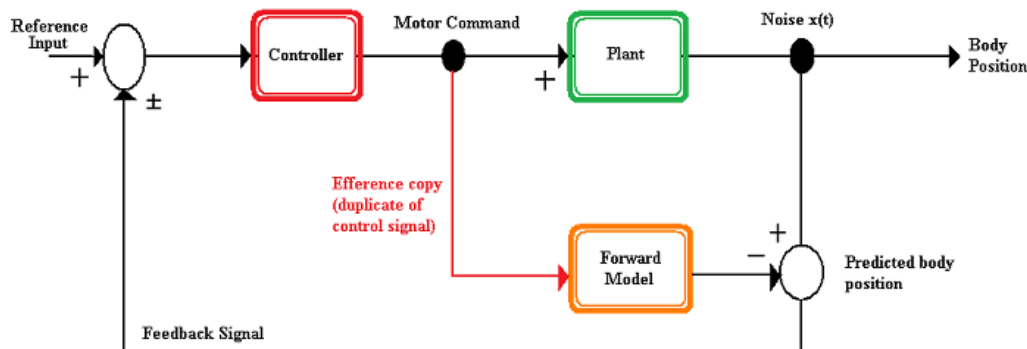 Reference
Input
+
±
Controller
Motor Command
+
Plant
Noise x(t)
Body
Position
Efference copy
(duplicate of
control signal)
Forward
Model
−
+
Predicted body
position
Feedback Signal